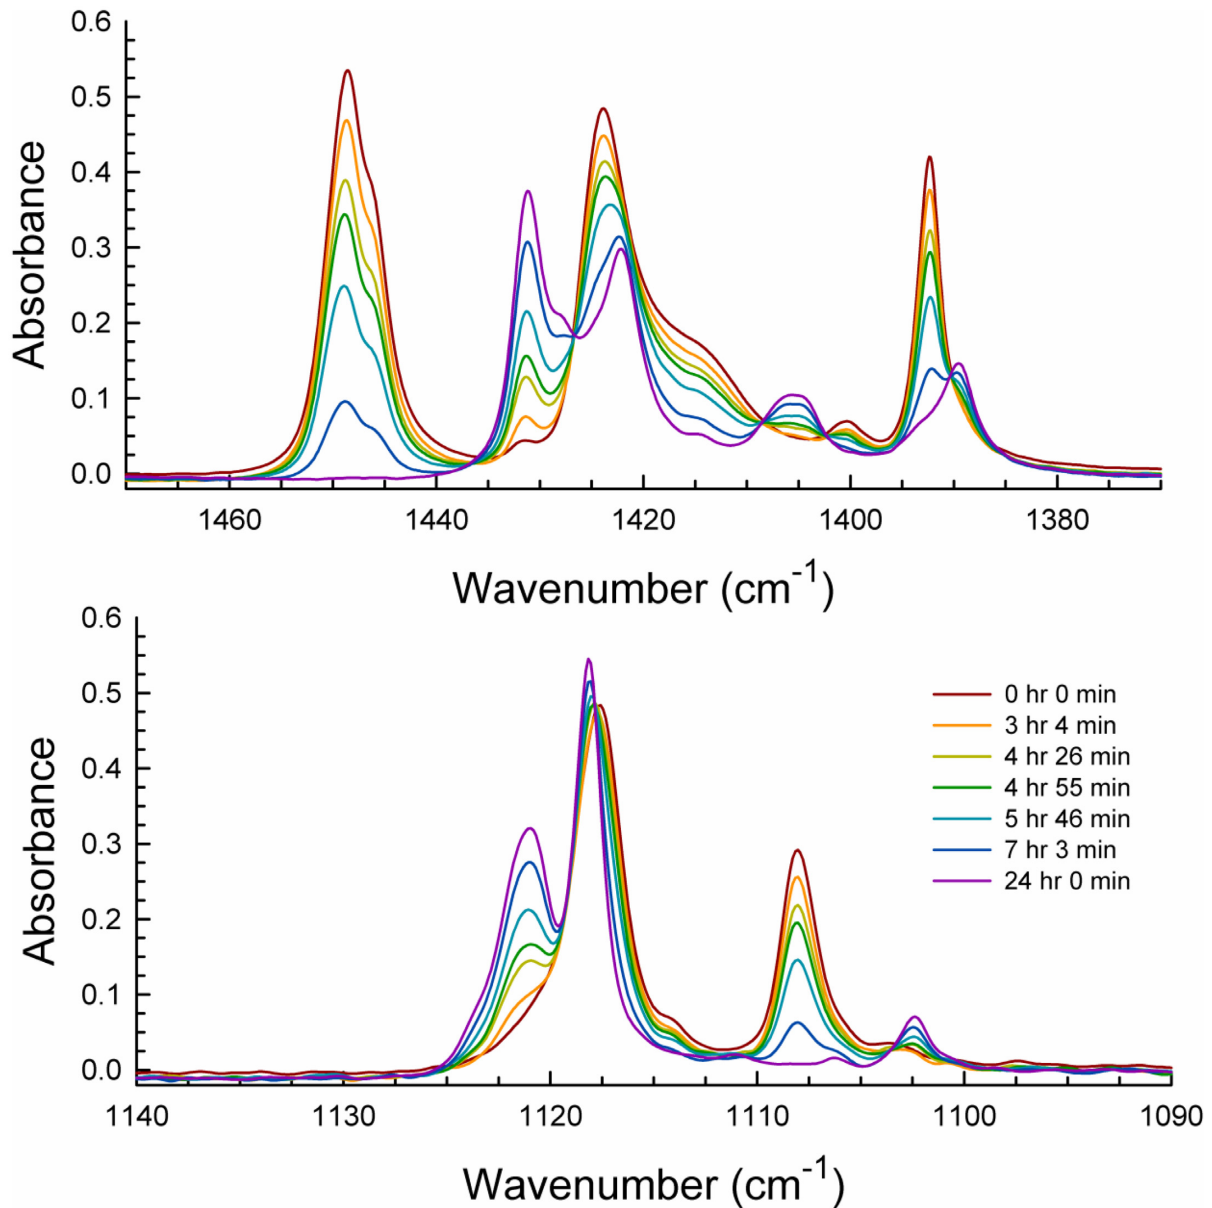 0.6
0.5
0.4
0.3
0.2
0.1
0.0
Absorbance
1460
1440
1420
1400
1380
Wavenumber (cm⁻¹)
0.6
0.5
0.4
0.3
0.2
0.1
0.0
Absorbance
0 hr 0 min
3 hr 4 min
4 hr 26 min
4 hr 55 min
5 hr 46 min
7 hr 3 min
24 hr 0 min
1140
1130
1120
1110
1100
1090
Wavenumber (cm⁻¹)